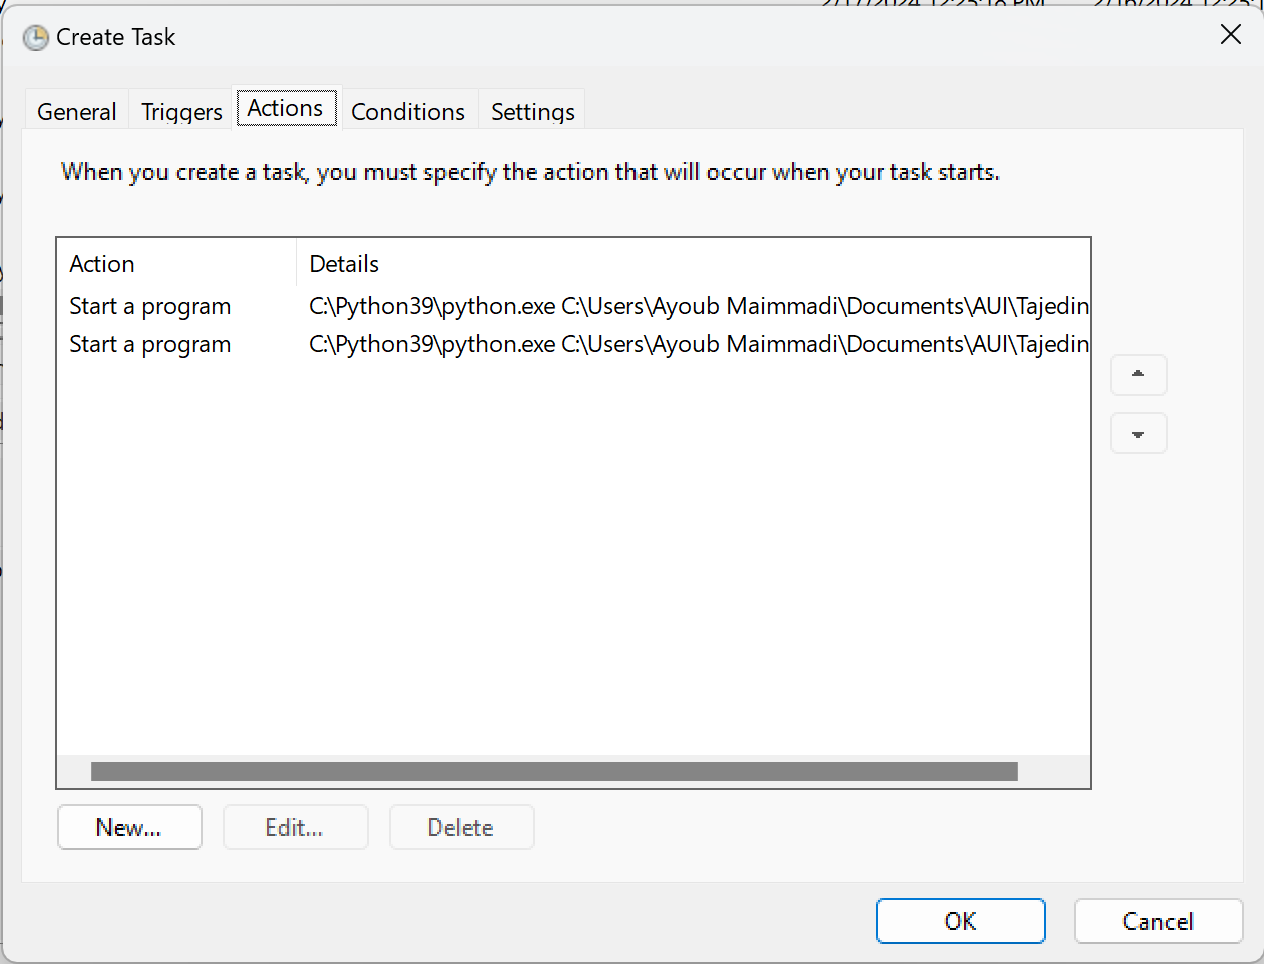 Create Task
General Triggers Actions Conditions Settings
When you create a task, you must specify the action that will occur when your task starts.
Action Details
Start a program C:\Python39\python.exe C:\Users\Ayoub Maimmadi\Documents\AUI\Tajedin
Start a program C:\Python39\python.exe C:\Users\Ayoub Maimmadi\Documents\AUI\Tajedin
New... Edit... Delete
OK Cancel